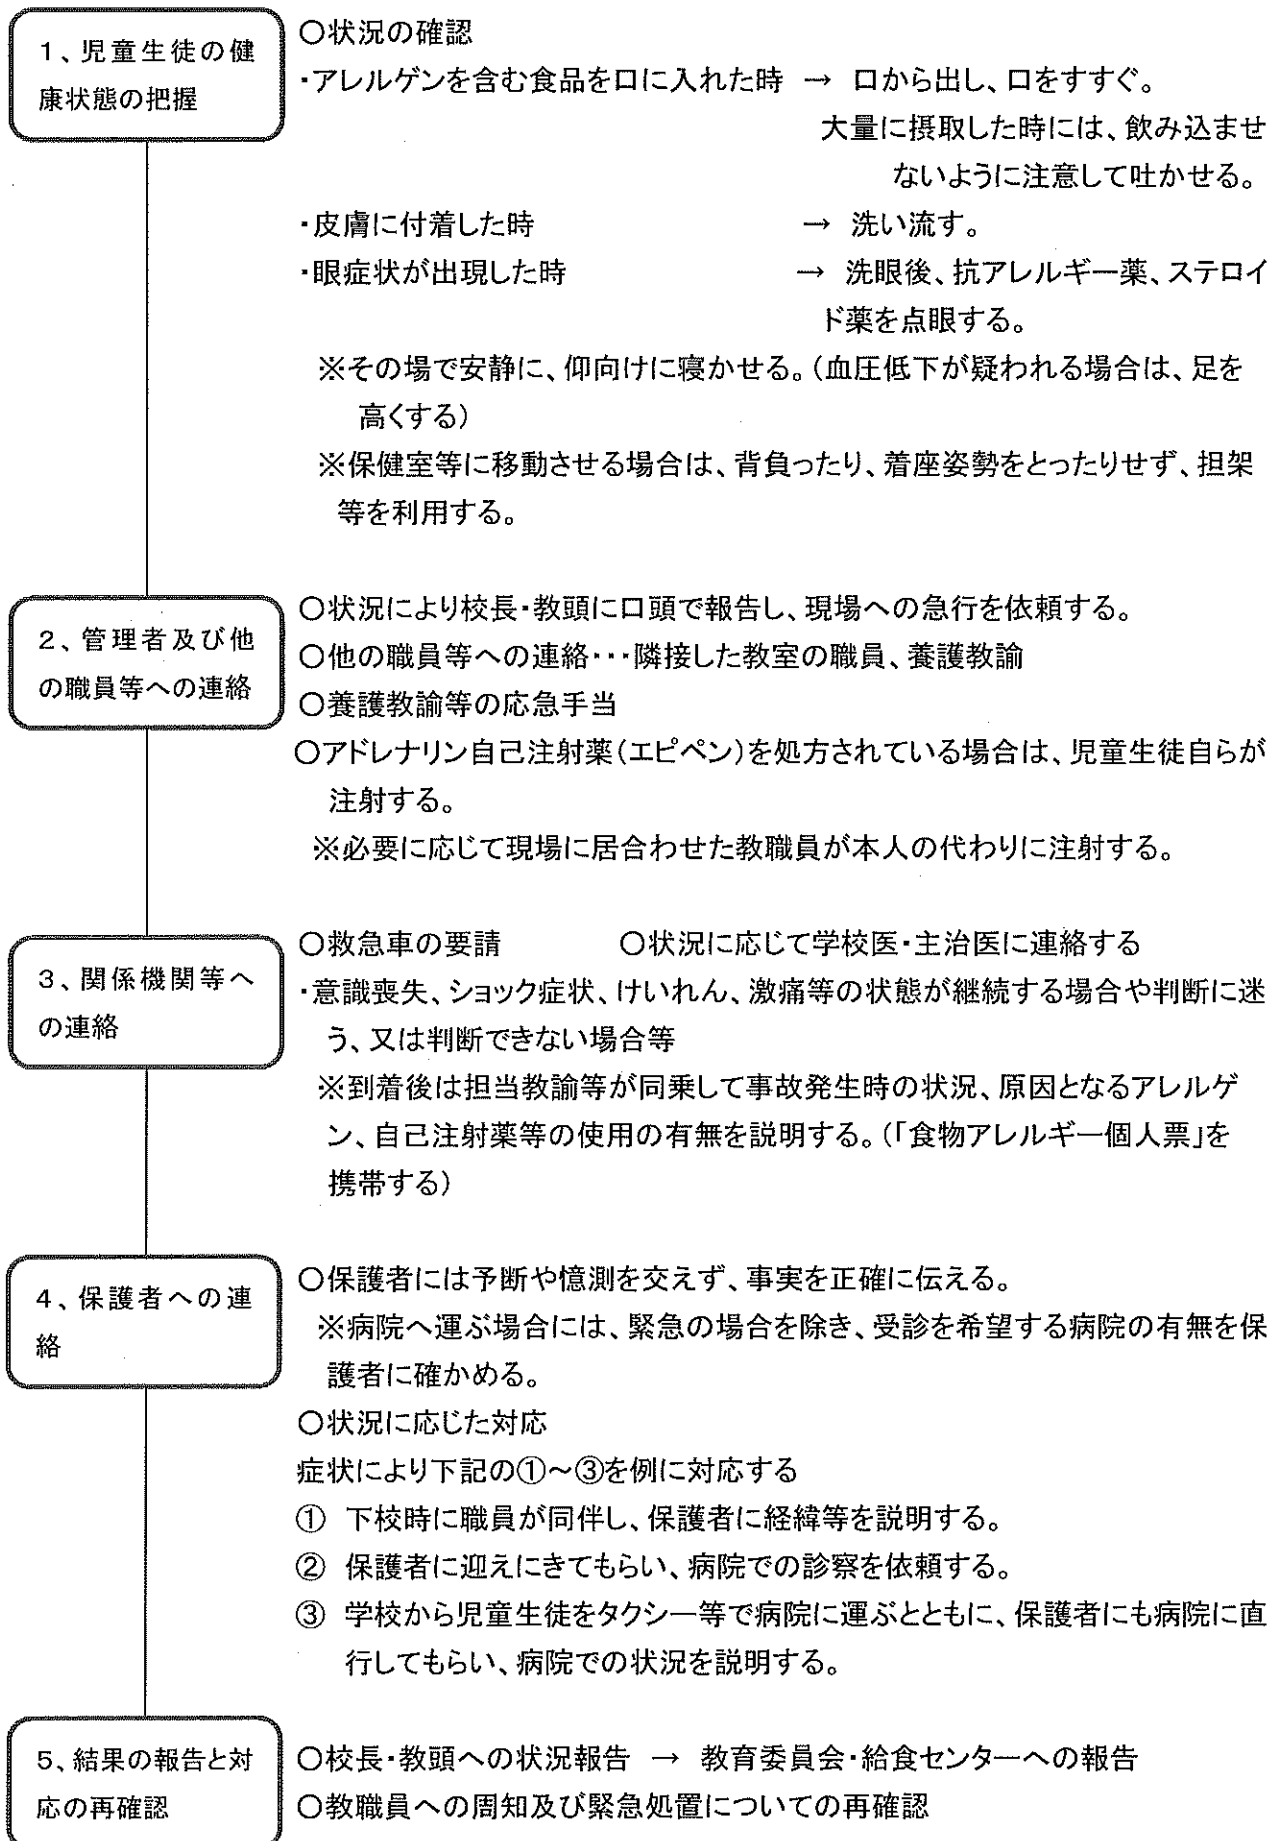 1、児童生徒の健
康状態の把握
○状況の確認
・アレルゲンを含む食品を口に入れた時 → 口から出し、口をすすぐ。
大量に摂取した時には、飲み込ませ
ないように注意して吐かせる。
・皮膚に付着した時 → 洗い流す。
・眼症状が出現した時 → 洗眼後、抗アレルギー薬、ステロイ
ド薬を点眼する。
※その場で安静に、仰向けに寝かせる。(血圧低下が疑われる場合は、足を
高くする)
※保健室等に移動させる場合は、背負ったり、着座姿勢をとったりせず、担架
等を利用する。
2、管理者及び他
の職員等への連絡
○状況により校長・教頭に口頭で報告し、現場への急行を依頼する。
○他の職員等への連絡・・・隣接した教室の職員、養護教諭
○養護教諭等の応急手当
○アドレナリン自己注射薬(エピペン)を処方されている場合は、児童生徒自らが
注射する。
※必要に応じて現場に居合わせた教職員が本人の代わりに注射する。
3、関係機関等へ
の連絡
○救急車の要請 ○状況に応じて学校医・主治医に連絡する
・意識喪失、ショック症状、けいれん、激痛等の状態が継続する場合や判断に迷
う、又は判断できない場合等
※到着後は担当教諭等が同乗して事故発生時の状況、原因となるアレルゲ
ン、自己注射薬等の使用の有無を説明する。(「食物アレルギー個人票」を
携帯する)
4、保護者への連
絡
○保護者には予断や憶測を交えず、事実を正確に伝える。
※病院へ運ぶ場合には、緊急の場合を除き、受診を希望する病院の有無を保
護者に確かめる。
○状況に応じた対応
症状により下記の①~③を例に対応する
① 下校時に職員が同伴し、保護者に経緯等を説明する。
② 保護者に迎えにきてもらい、病院での診察を依頼する。
③ 学校から児童生徒をタクシー等で病院に運ぶとともに、保護者にも病院に直
行してもらい、病院での状況を説明する。
5、結果の報告と対
応の再確認
○校長・教頭への状況報告 → 教育委員会・給食センターへの報告
○教職員への周知及び緊急処置についての再確認